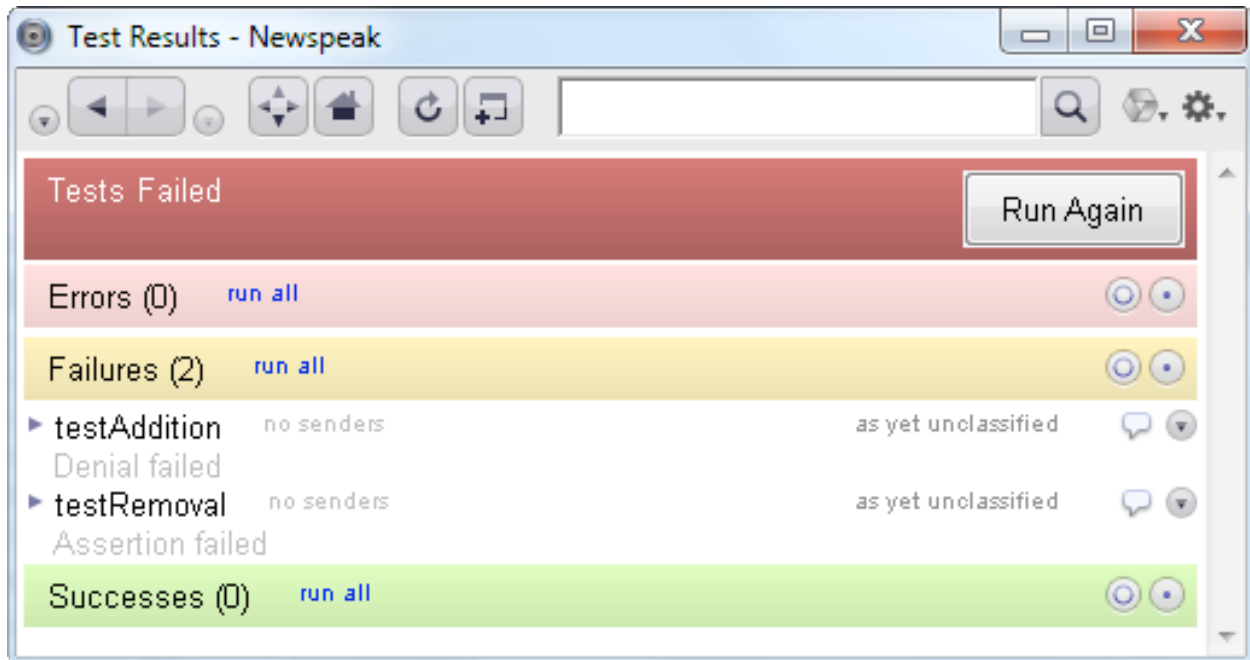 Test Results - Newspeak
Tests Failed
Run Again
Errors (0) run all
Failures (2) run all
testAddition no senders as yet unclassified
Denial failed
testRemoval no senders as yet unclassified
Assertion failed
Successes (0) run all